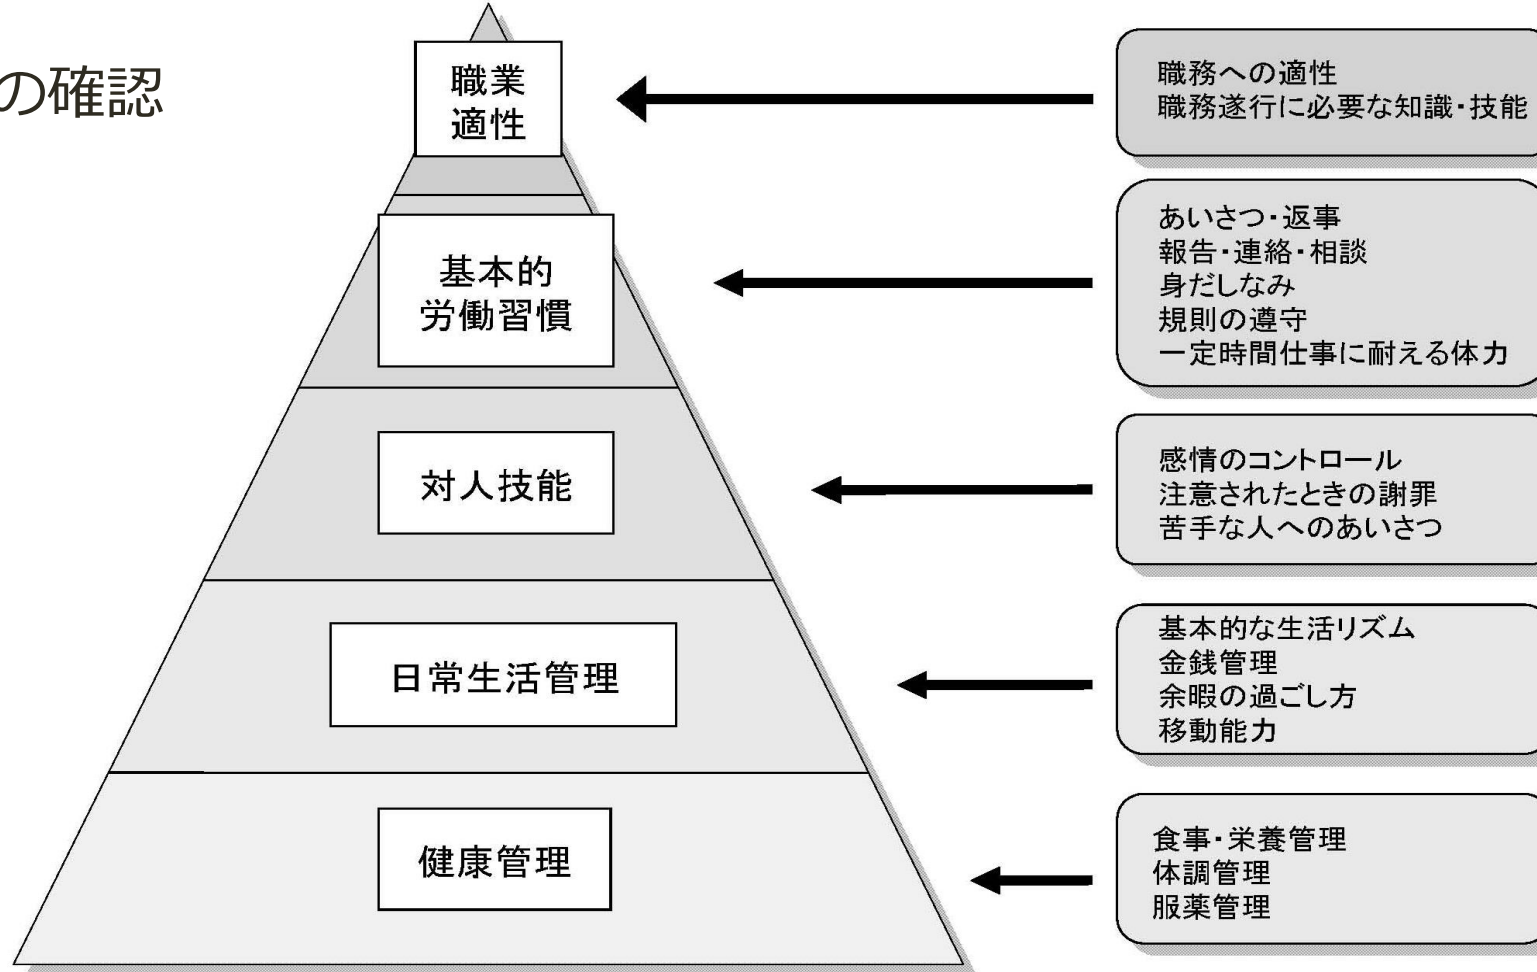 の確認
職業
適性
職務への適性
職務遂行に必要な知識・技能
基本的
労働習慣
あいさつ・返事
報告・連絡・相談
身だしなみ
規則の遵守
一定時間仕事に耐える体力
対人技能
感情のコントロール
注意されたときの謝罪
苦手な人へのあいさつ
日常生活管理
基本的な生活リズム
金銭管理
余暇の過ごし方
移動能力
健康管理
食事・栄養管理
体調管理
服薬管理